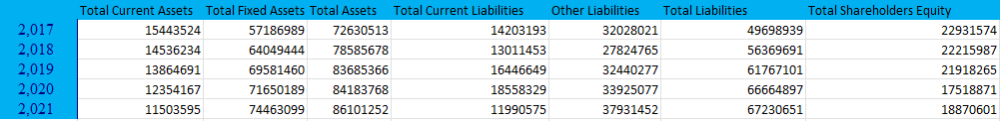 Total Current Assets Total Fixed Assets Total Assets Total Current Liabilities Other Liabilities Total Liabilities Total Shareholders Equity
2,017 15443524 57186989 72630513 14203193 32028021 49698939 22931574
2,018 14536234 64049444 78585678 13011453 27824765 56369691 22215987
2,019 13864691 69581460 83685366 16446649 32440277 61767101 21918265
2,020 12354167 71650189 84183768 18558329 33925077 66664897 17518871
2,021 11503595 74463099 86101252 11990575 37931452 67230651 18870601